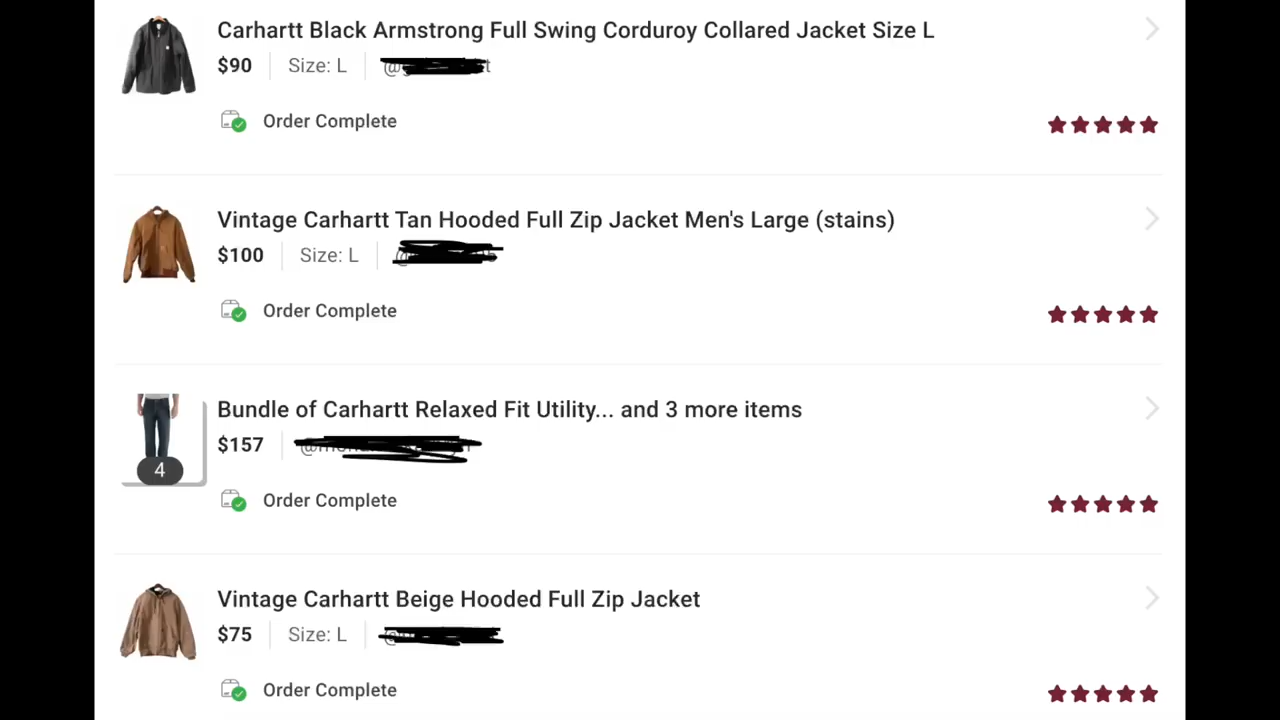 Carhartt Black Armstrong Full Swing Corduroy Collared Jacket Size L
$90 Size: L
Order Complete
Vintage Carhartt Tan Hooded Full Zip Jacket Men's Large (stains)
$100 Size: L
Order Complete
Bundle of Carhartt Relaxed Fit Utility... and 3 more items
$157
4
Order Complete
Vintage Carhartt Beige Hooded Full Zip Jacket
$75 Size: L
Order Complete